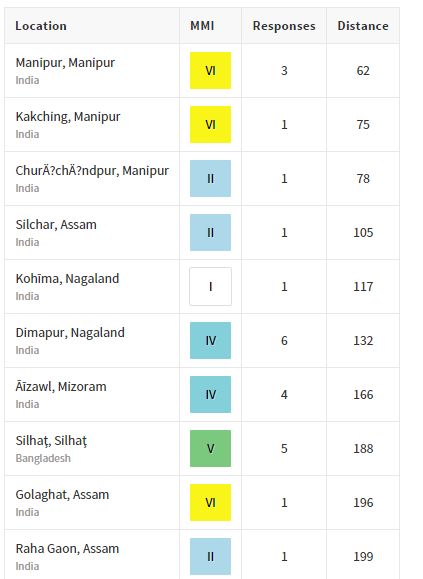 Location MMI Responses Distance
Manipur, Manipur VI 3 62
India
Kakching, Manipur VI 1 75
India
ChurÄ?chÄ?ndpur, Manipur II 1 78
India
Silchar, Assam II 1 105
India
Kohīma, Nagaland I 1 117
India
Dimapur, Nagaland IV 6 132
India
Āīzawl, Mizoram IV 4 166
India
Silhaţ, Silhaţ V 5 188
Bangladesh
Golaghat, Assam VI 1 196
India
Raha Gaon, Assam II 1 199
India